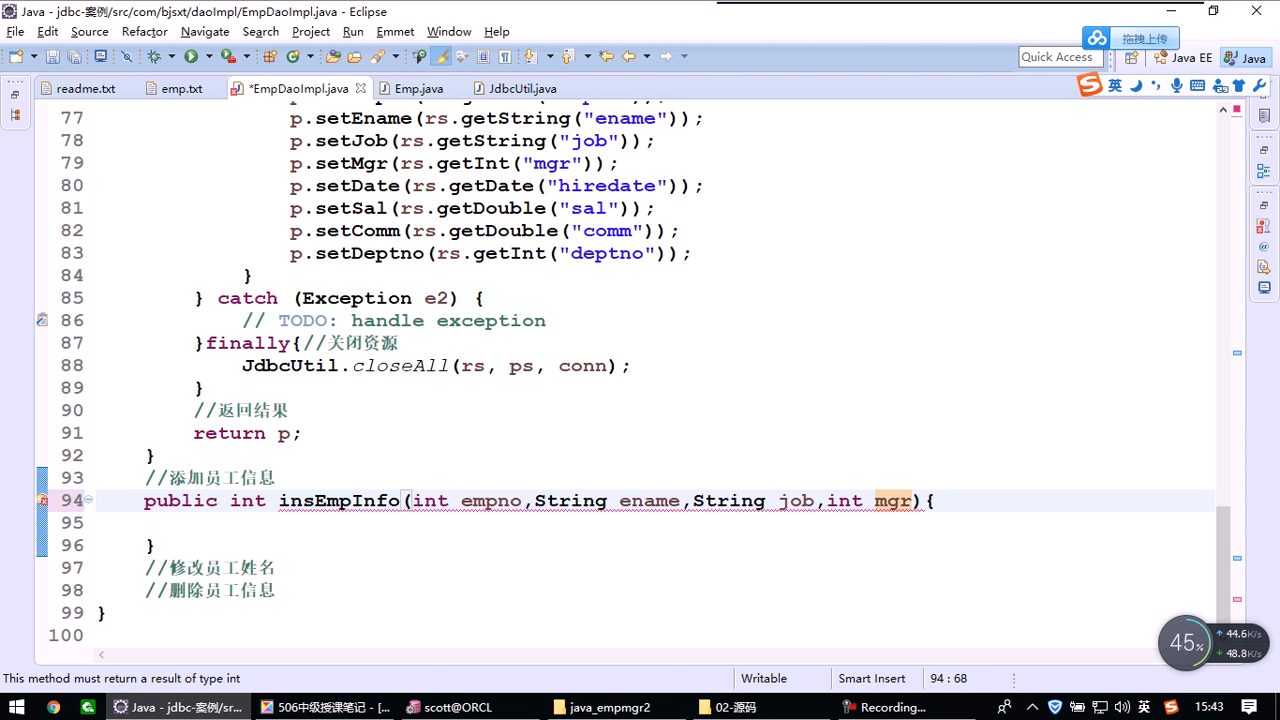 Java - jdbc-案例/src/com/bjsxt/daoImpl/EmpDaoImpl.java - Eclipse
File Edit Source Refactor Navigate Search Project Run Emmet Window Help
拖拽上传
Quick Access
Java EE
Java
readme.txt
emp.txt
*EmpDaoImpl.java
Emp.java
JdbcUtil.java
英
77 p.setEname(rs.getString("ename"));
78 p.setJob(rs.getString("job"));
79 p.setMgr(rs.getInt("mgr"));
80 p.setDate(rs.getDate("hiredate"));
81 p.setSal(rs.getDouble("sal"));
82 p.setComm(rs.getDouble("comm"));
83 p.setDeptno(rs.getInt("deptno"));
84 }
85 } catch (Exception e2) {
86 // TODO: handle exception
87 }finally{//关闭资源
88 JdbcUtil.closeAll(rs, ps, conn);
89 }
90 //返回结果
91 return p;
92 }
93 //添加员工信息
94 public int insEmpInfo(int empno,String ename,String job,int mgr){
95
96 }
97 //修改员工姓名
98 //删除员工信息
99 }
100
45%
44.6K/s
48.8K/s
This method must return a result of type int
Writable
Smart Insert
94 : 68
Java - jdbc-案例/sr...
506中级授课笔记 - [...
scott@ORCL
java_empmgr2
02-源码
Recording...
英
15:43